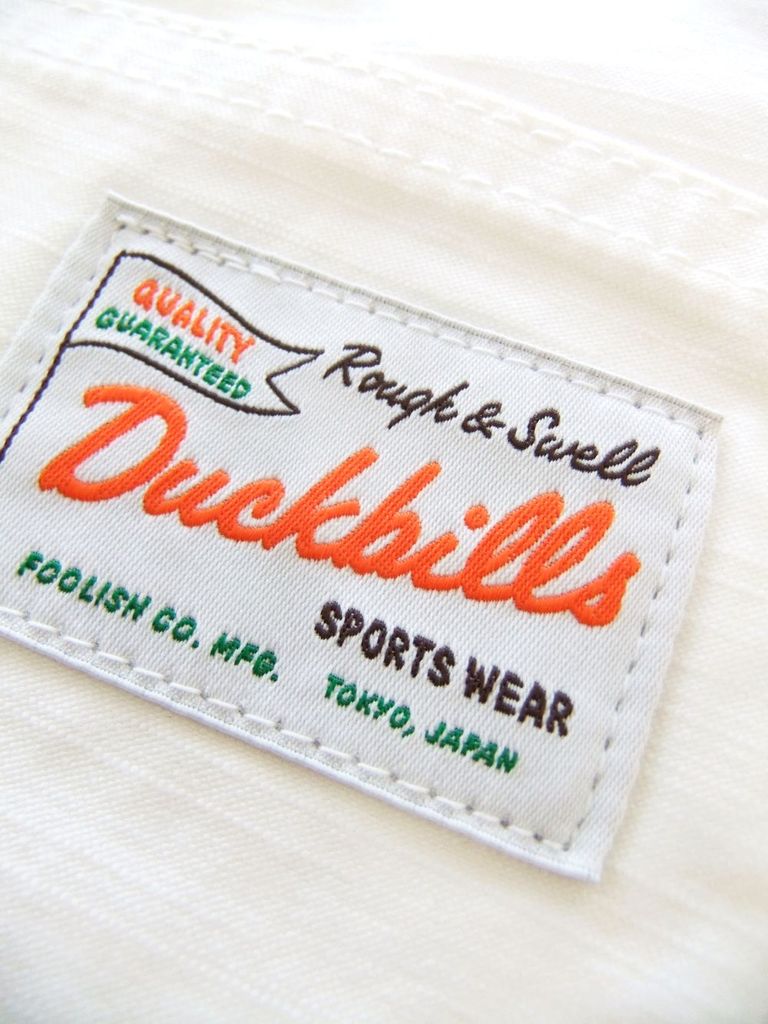 QUALITY
GUARANTEED
Rough & Swell
Duckbills
SPORTS WEAR
FOOLISH CO. MFG.
TOKYO, JAPAN